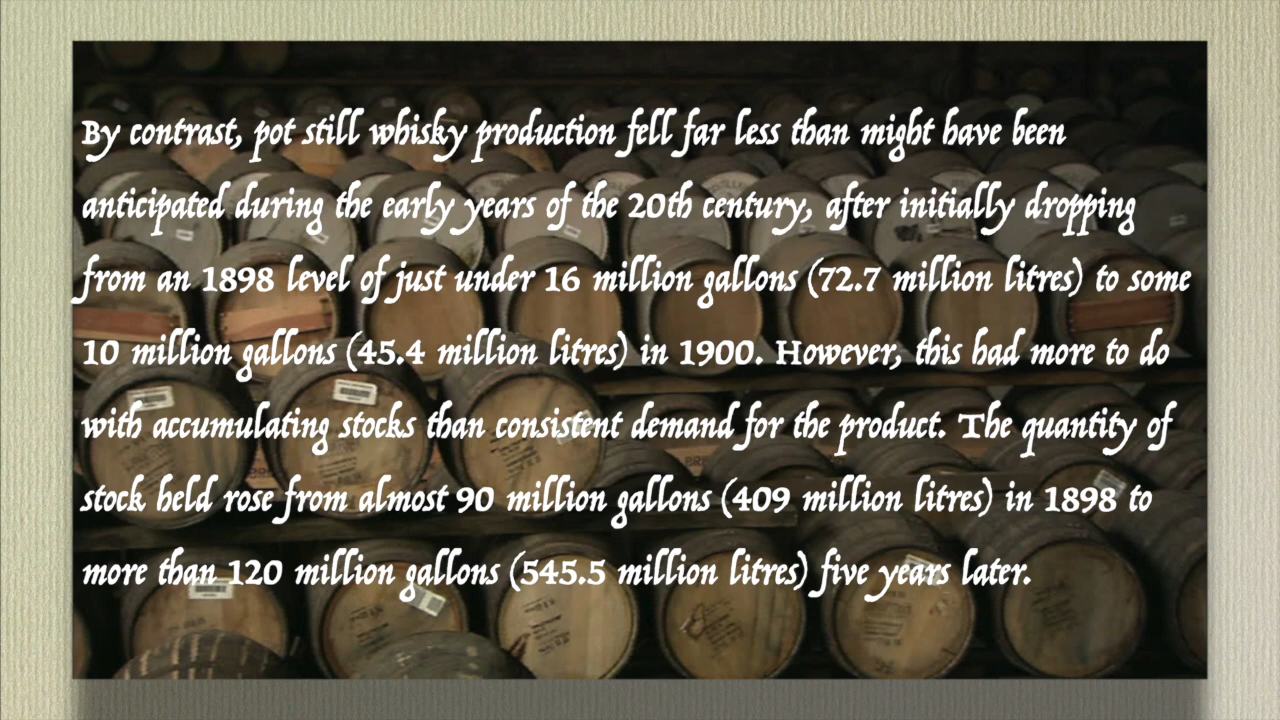 By contrast, pot still whisky production fell far less than might have been
anticipated during the early years of the 20th century, after initially dropping
from an 1898 level of just under 16 million gallons (72.7 million litres) to some
10 million gallons (45.4 million litres) in 1900. However, this had more to do
with accumulating stocks than consistent demand for the product. The quantity of
stock held rose from almost 90 million gallons (409 million litres) in 1898 to
more than 120 million gallons (545.5 million litres) five years later.